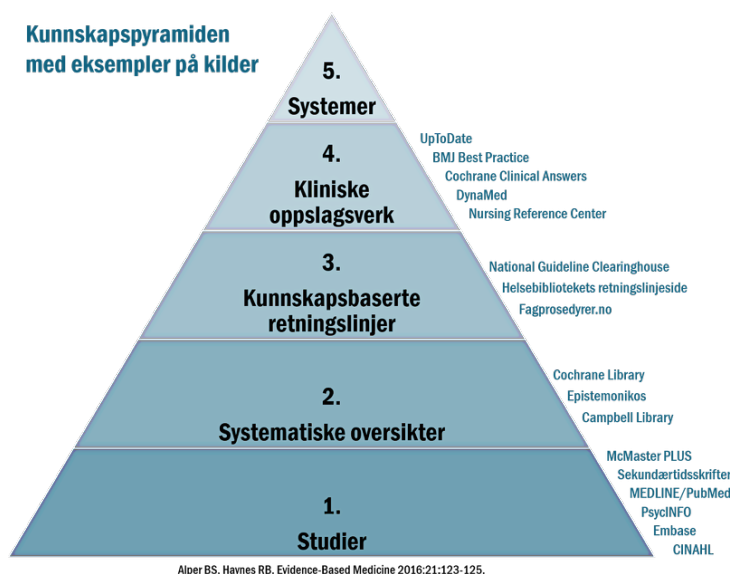 Kunnskapspyramiden
med eksempler på kilder
5.
Systemer
4.
Kliniske
oppslagsverk
UpToDate
BMJ Best Practice
Cochrane Clinical Answers
DynaMed
Nursing Reference Center
3.
Kunnskapsbaserte
retningslinjer
National Guideline Clearinghouse
Helsebibliotekets retningslinjeside
Fagprosedyrer.no
2.
Systematiske oversikter
Cochrane Library
Epistemonikos
Campbell Library
1.
Studier
McMaster PLUS
Sekundærtidsskrifter
MEDLINE/PubMed
PsycINFO
Embase
CINAHL
Alper BS, Haynes RB. Evidence-Based Medicine 2016;21:123-125.